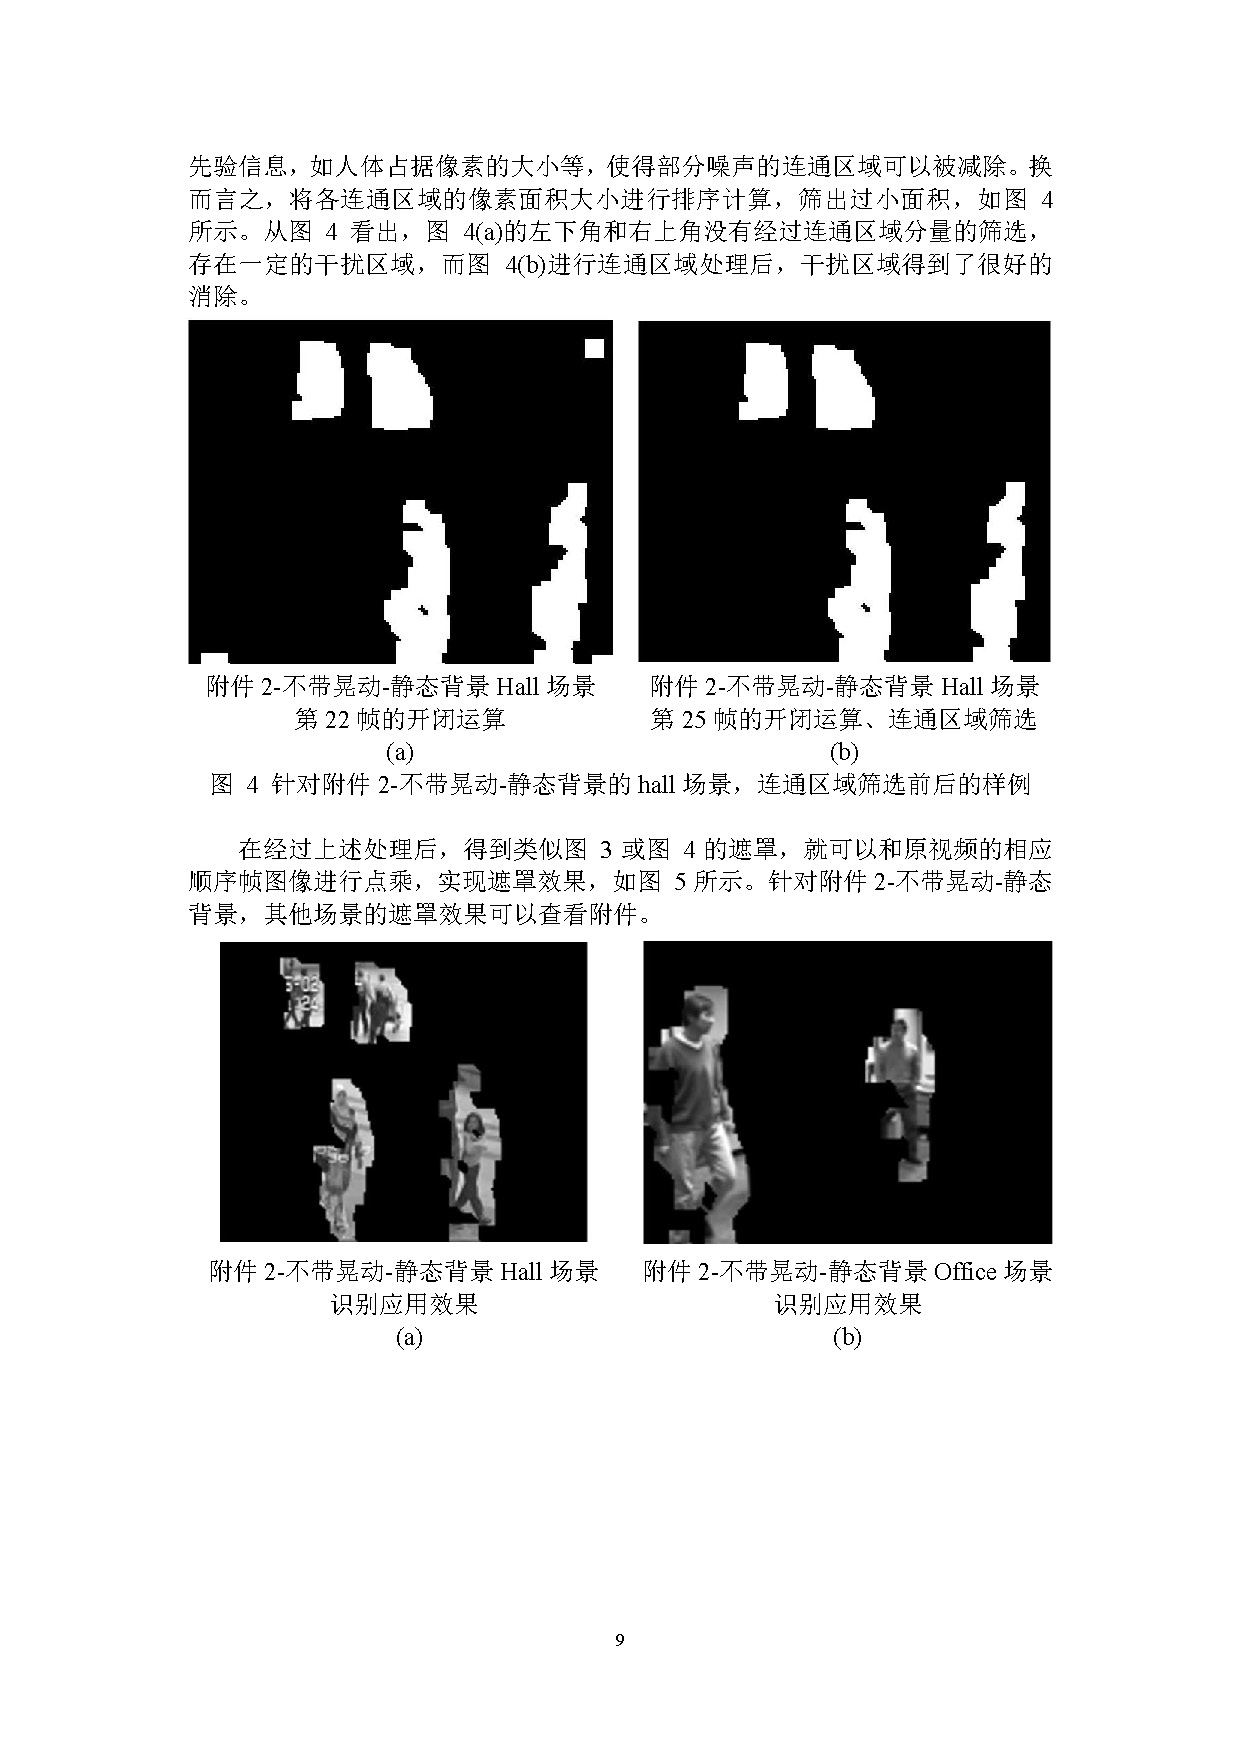 先验信息，如人体占据像素的大小等，使得部分噪声的连通区域可以被减除。换
而言之，将各连通区域的像素面积大小进行排序计算，筛出过小面积，如图 4
所示。从图 4 看出，图 4(a)的左下角和右上角没有经过连通区域分量的筛选，
存在一定的干扰区域，而图 4(b)进行连通区域处理后，干扰区域得到了很好的
消除。
附件 2-不带晃动-静态背景 Hall 场景
第 22 帧的开闭运算
(a)
附件 2-不带晃动-静态背景 Hall 场景
第 25 帧的开闭运算、连通区域筛选
(b)
图 4 针对附件 2-不带晃动-静态背景的 hall 场景，连通区域筛选前后的样例
在经过上述处理后，得到类似图 3 或图 4 的遮罩，就可以和原视频的相应
顺序帧图像进行点乘，实现遮罩效果，如图 5 所示。针对附件 2-不带晃动-静态
背景，其他场景的遮罩效果可以查看附件。
附件 2-不带晃动-静态背景 Hall 场景
识别应用效果
(a)
附件 2-不带晃动-静态背景 Office 场景
识别应用效果
(b)
9